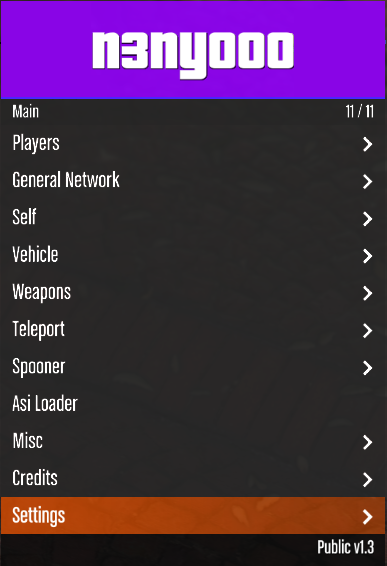 n3nyooo
Main 11 / 11
Players
General Network
Self
Vehicle
Weapons
Teleport
Spooner
Asi Loader
Misc
Credits
Settings
Public v1.3